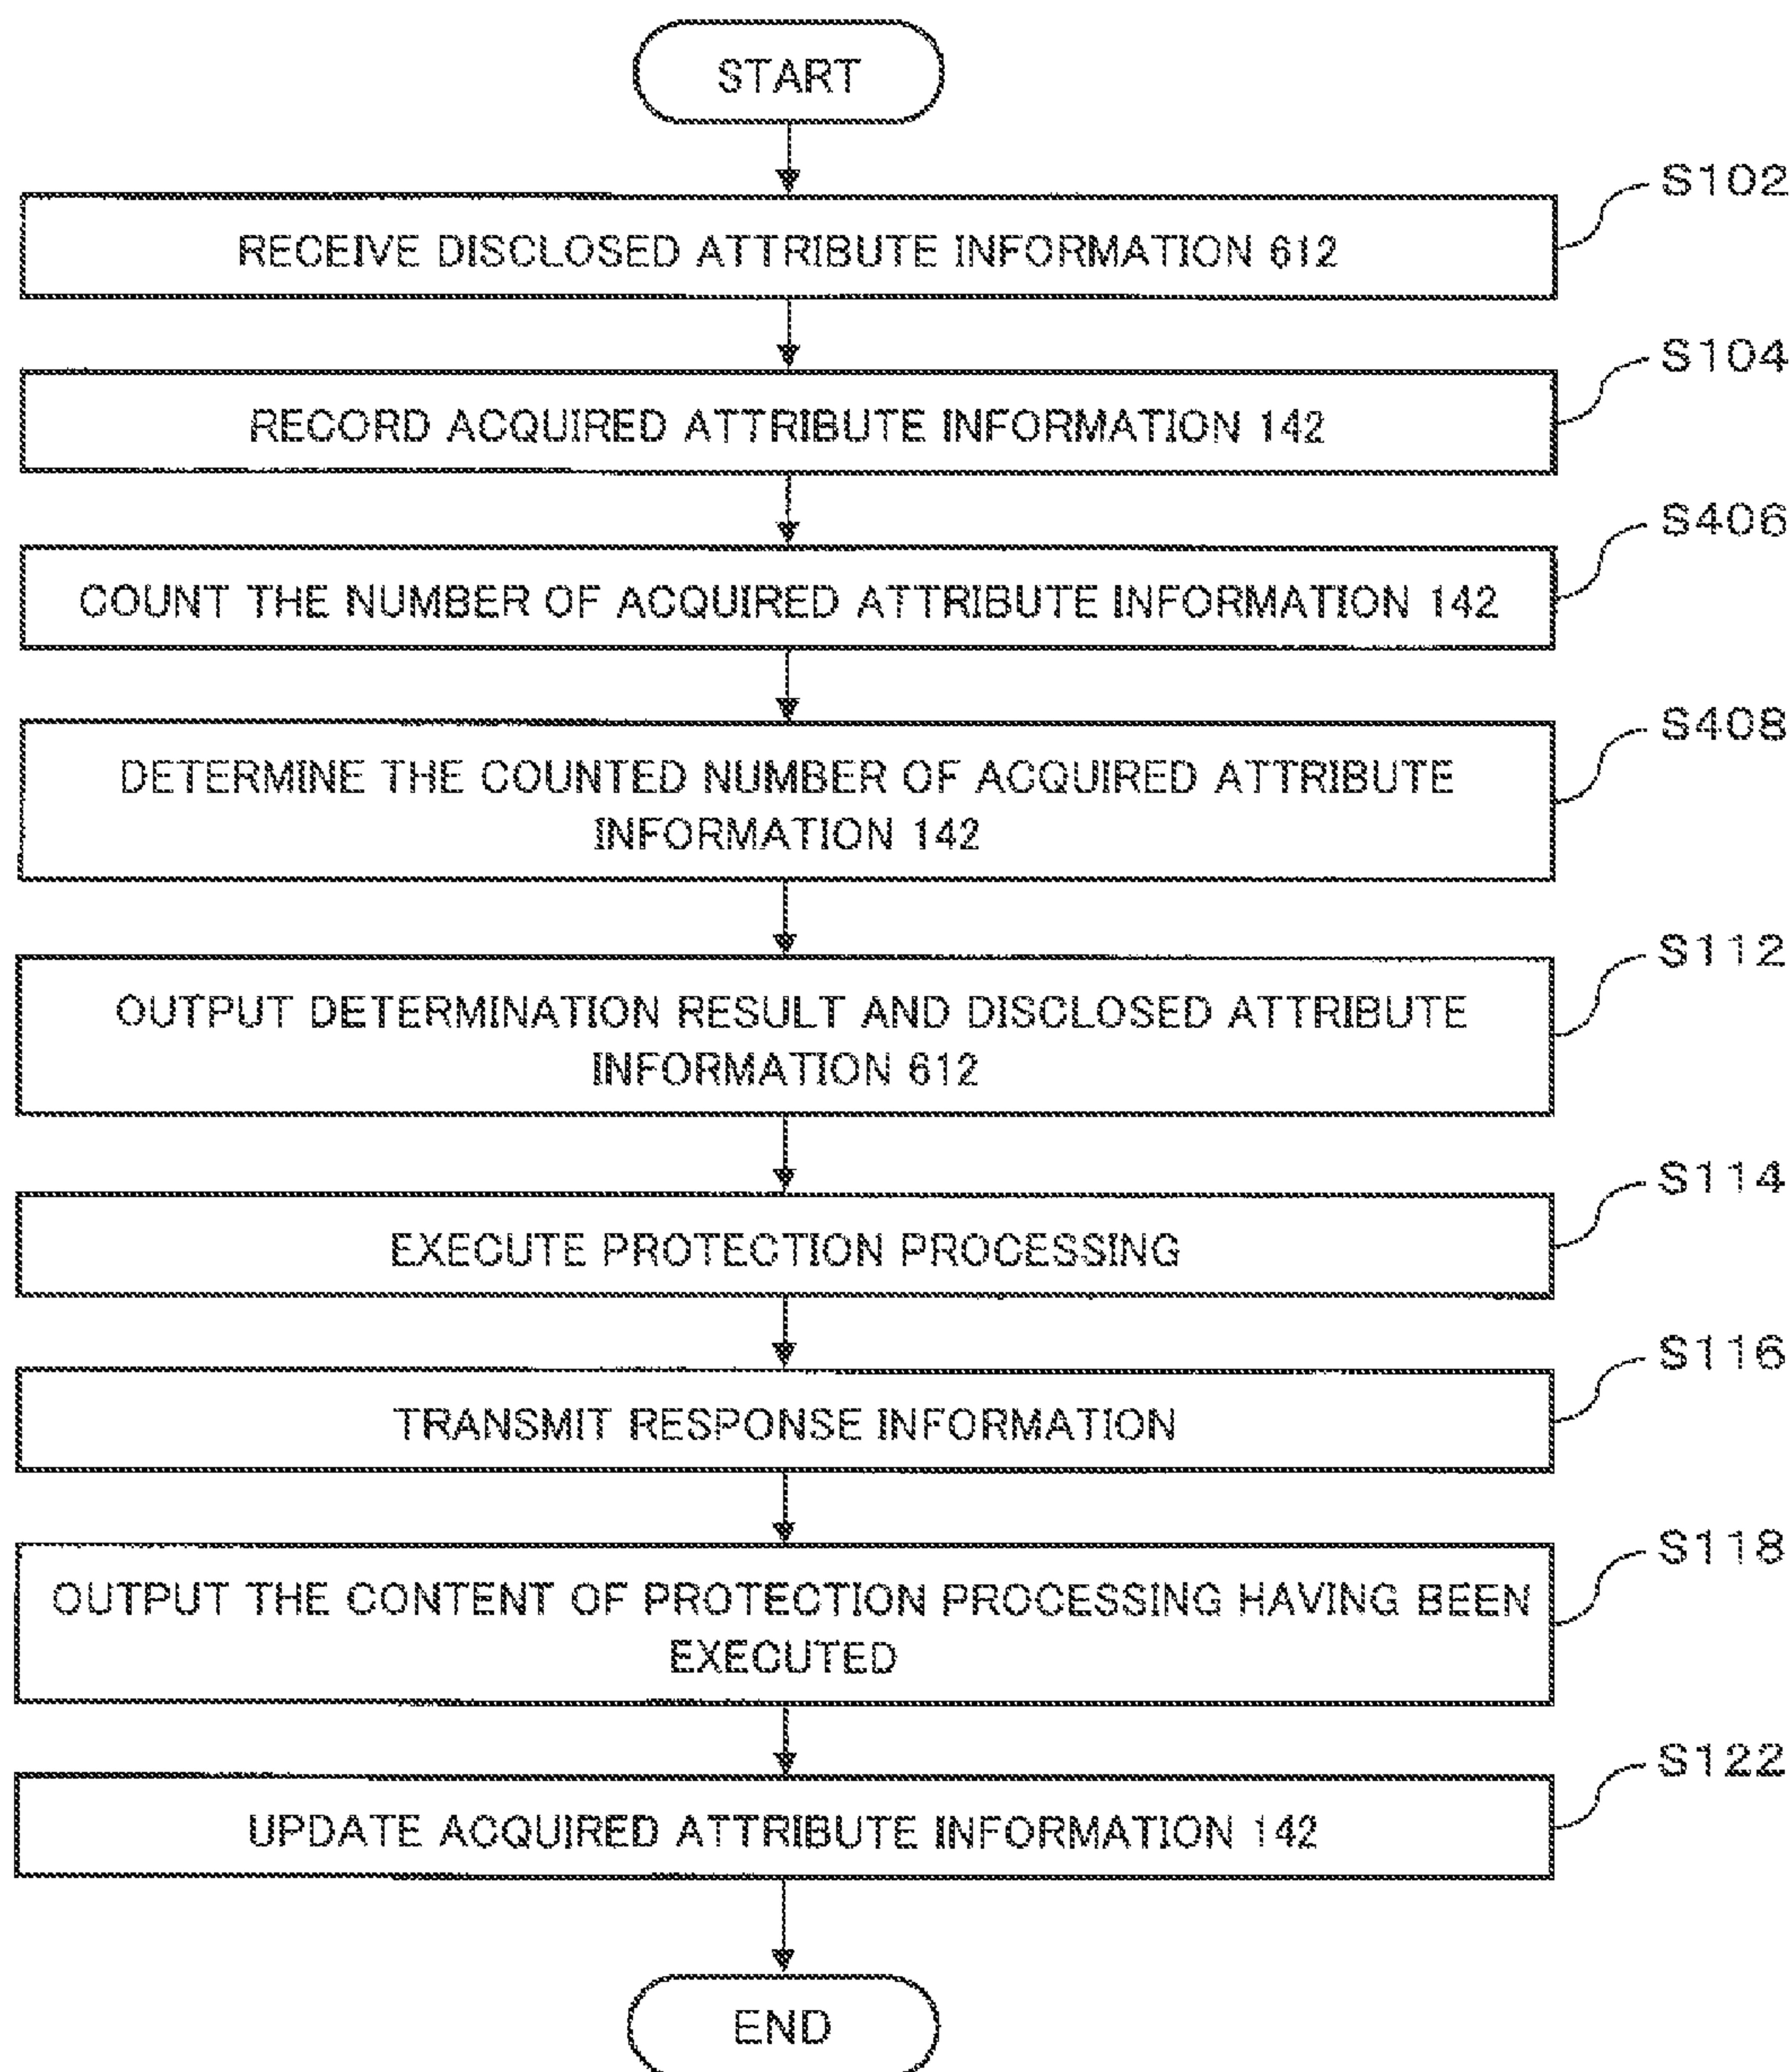 START
S102
RECEIVE DISCLOSED ATTRIBUTE INFORMATION 612
S104
RECORD ACQUIRED ATTRIBUTE INFORMATION 142
S406
COUNT THE NUMBER OF ACQUIRED ATTRIBUTE INFORMATION 142
S408
DETERMINE THE COUNTED NUMBER OF ACQUIRED ATTRIBUTE
INFORMATION 142
S112
OUTPUT DETERMINATION RESULT AND DISCLOSED ATTRIBUTE
INFORMATION 612
S114
EXECUTE PROTECTION PROCESSING
S116
TRANSMIT RESPONSE INFORMATION
S118
OUTPUT THE CONTENT OF PROTECTION PROCESSING HAVING BEEN
EXECUTED
S122
UPDATE ACQUIRED ATTRIBUTE INFORMATION 142
END